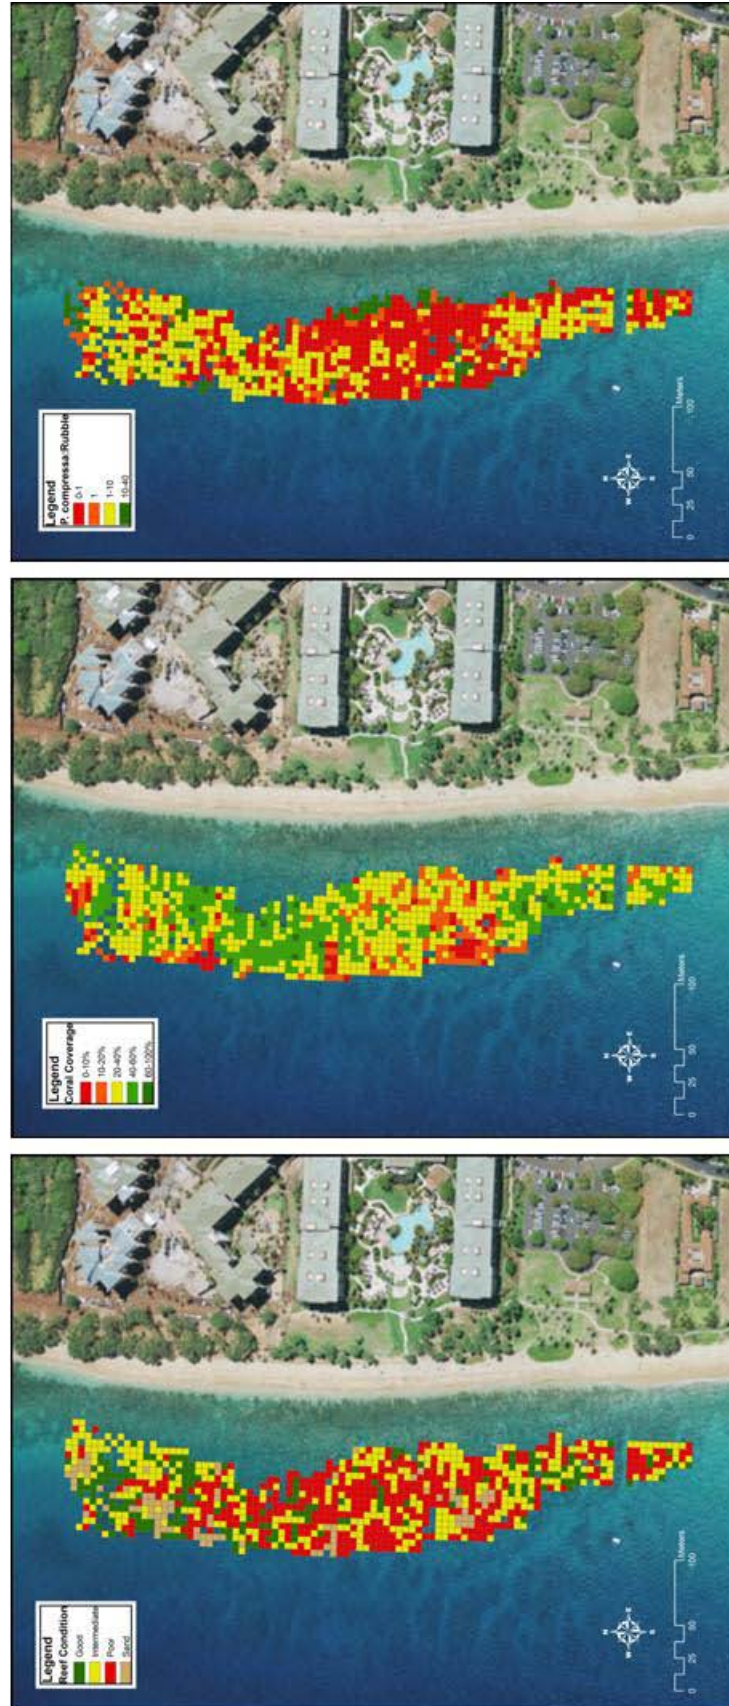 Legend
P. compressa:Rubble
0-1
1
1-10
10-40
N
W
E
S
Meters
0
25
50
100
Legend
Coral Coverage
0-10%
10-20%
20-40%
40-60%
60-100%
N
W
E
S
Meters
0
25
50
100
Legend
Reef Condition
Good
Intermediate
Poor
Sand
N
W
E
S
Meters
0
25
50
100